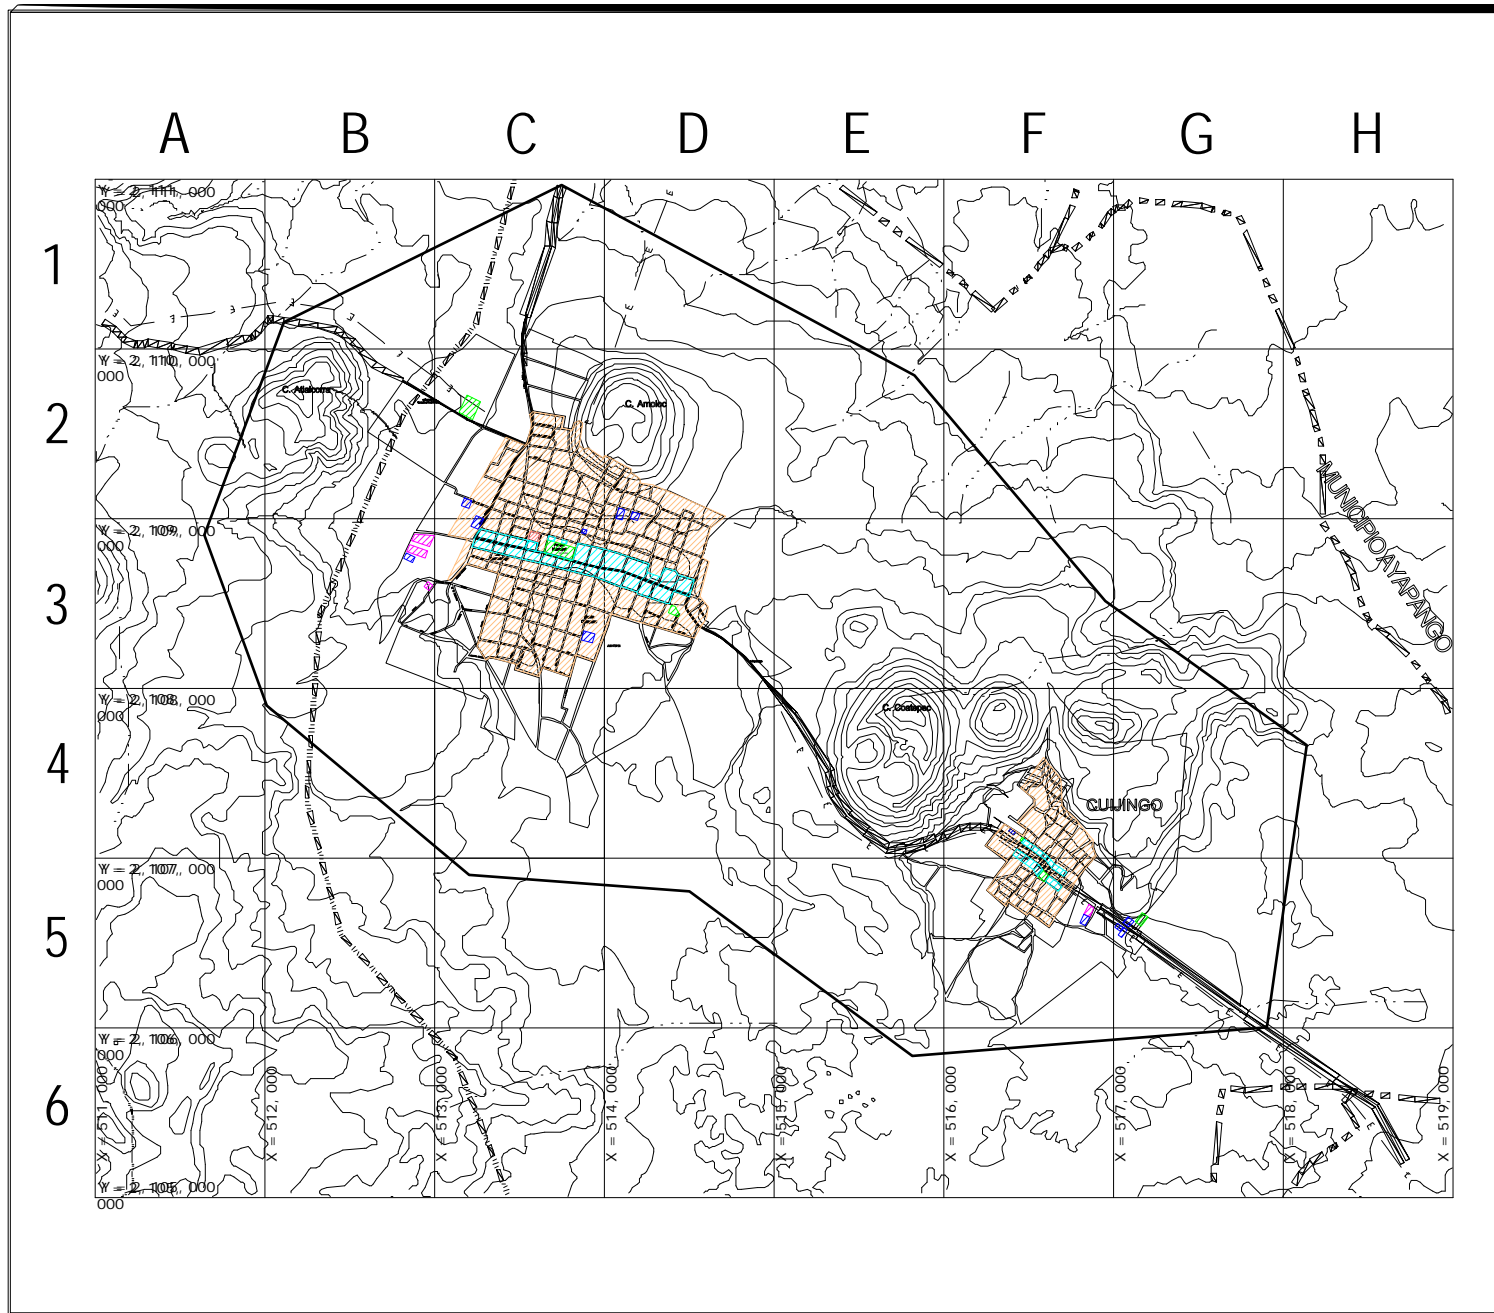 A B C D E F G H
Y = 2, 111, 000
1
Y = 2, 110, 000
C. Amoloc
2
Y = 2, 109, 000
MUNICIPIO AYAPANGO
3
Y = 2, 108, 000
C. Coatepec
4
CUIJINGO
Y = 2, 107, 000
5
Y = 2, 106, 000
6
X = 511, 000
X = 512, 000
X = 513, 000
X = 514, 000
X = 515, 000
X = 516, 000
X = 517, 000
X = 518, 000
X = 519, 000
Y = 2, 105, 000